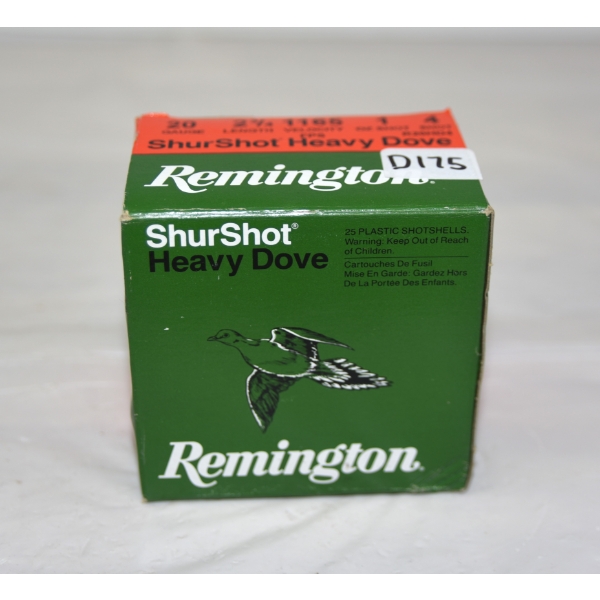 20 2¾ 1165 1 4
GAUGE LENGTH VELOCITY
FPS
ShurShot Heavy Dove
D175
Remington
ShurShot®
Heavy Dove
25 PLASTIC SHOTSHELLS.
Warning: Keep Out of Reach
of Children.
Cartouches De Fusil
Mise En Garde: Gardez Hors
De La Portée Des Enfants.
Remington